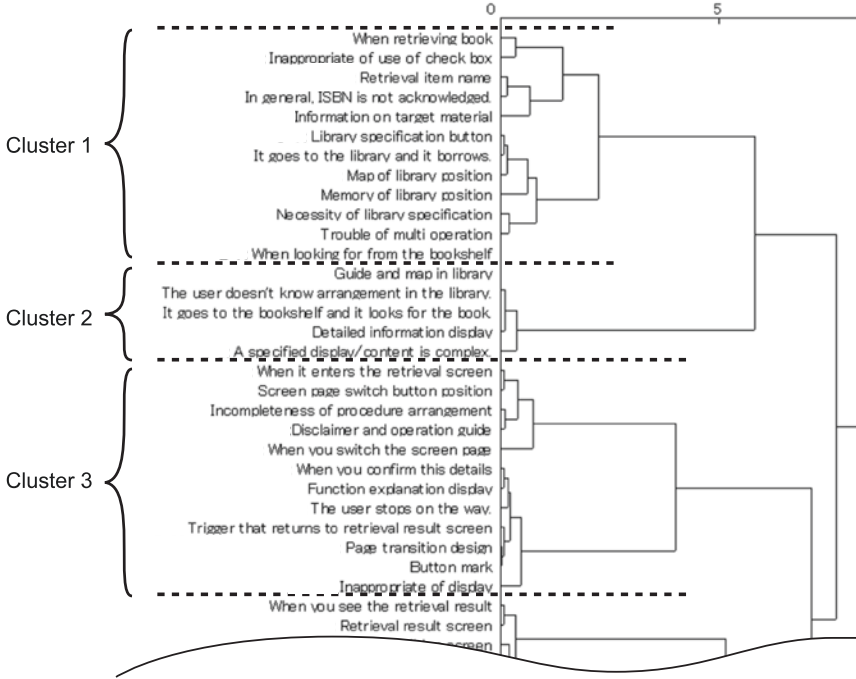 0 5
When retrieving book
Inappropriate of use of check box
Retrieval item name
In general, ISBN is not acknowledged.
Information on target material
Library specification button
Cluster 1
It goes to the library and it borrows.
Map of library position
Memory of library position
Necessity of library specification
Trouble of multi operation
When looking for from the bookshelf
Guide and map in library
The user doesn't know arrangement in the library.
Cluster 2
It goes to the bookshelf and it looks for the book.
Detailed information display
A specified display/content is complex.
When it enters the retrieval screen
Screen page switch button position
Incompleteness of procedure arrangement
Disclaimer and operation guide
When you switch the screen page
When you confirm this details
Cluster 3
Function explanation display
The user stops on the way.
Trigger that returns to retrieval result screen
Page transition design
Button mark
Inappropriate of display
When you see the retrieval result
Retrieval result screen
screen